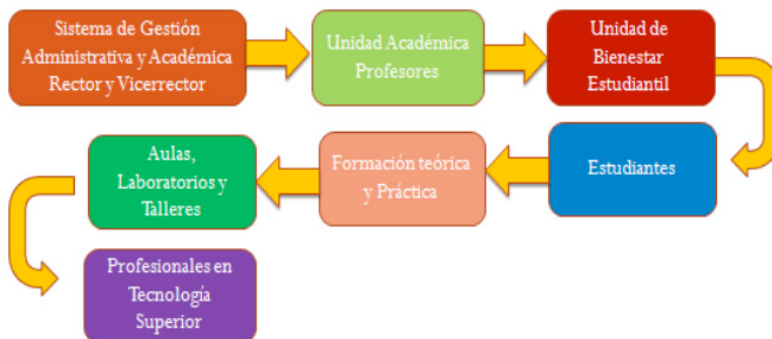 Sistema de Gestión
Administrativa y Académica
Rector y Vicerrector
Unidad Académica
Profesores
Unidad de
Bienestar
Estudiantil
Estudiantes
Formación teórica
y Práctica
Aulas,
Laboratorios y
Talleres
Profesionales en
Tecnología
Superior